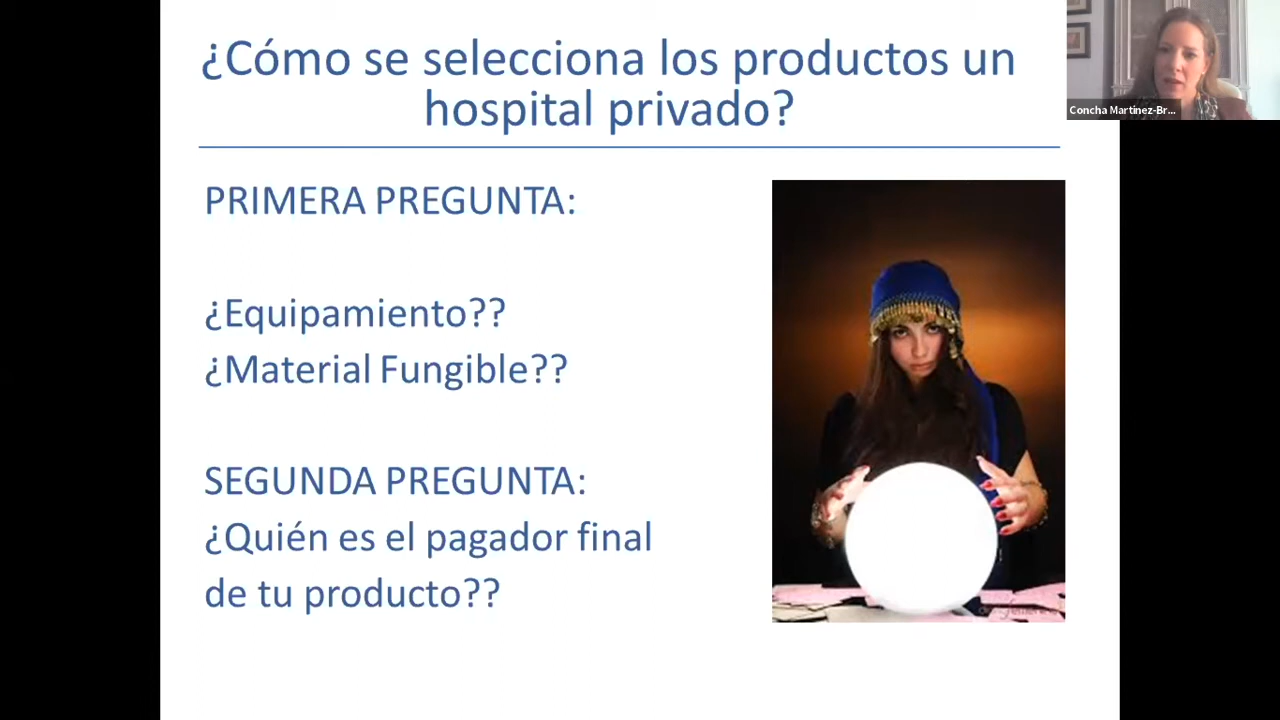 ¿Cómo se selecciona los productos un
hospital privado?
Concha Martínez-Br...
PRIMERA PREGUNTA:
¿Equipamiento??
¿Material Fungible??
SEGUNDA PREGUNTA:
¿Quién es el pagador final
de tu producto??